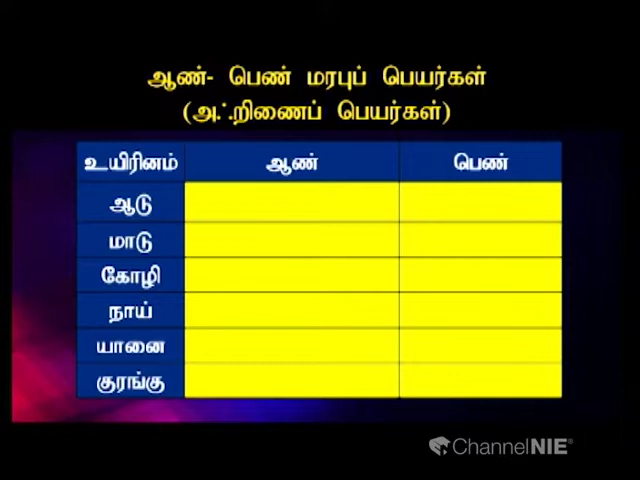 ஆண்- பெண் மரபுப் பெயர்கள்
(அஃறிணைப் பெயர்கள்)
உயிரினம் ஆண் பெண்
ஆடு
மாடு
கோழி
நாய்
யானை
குரங்கு
ChannelNIE